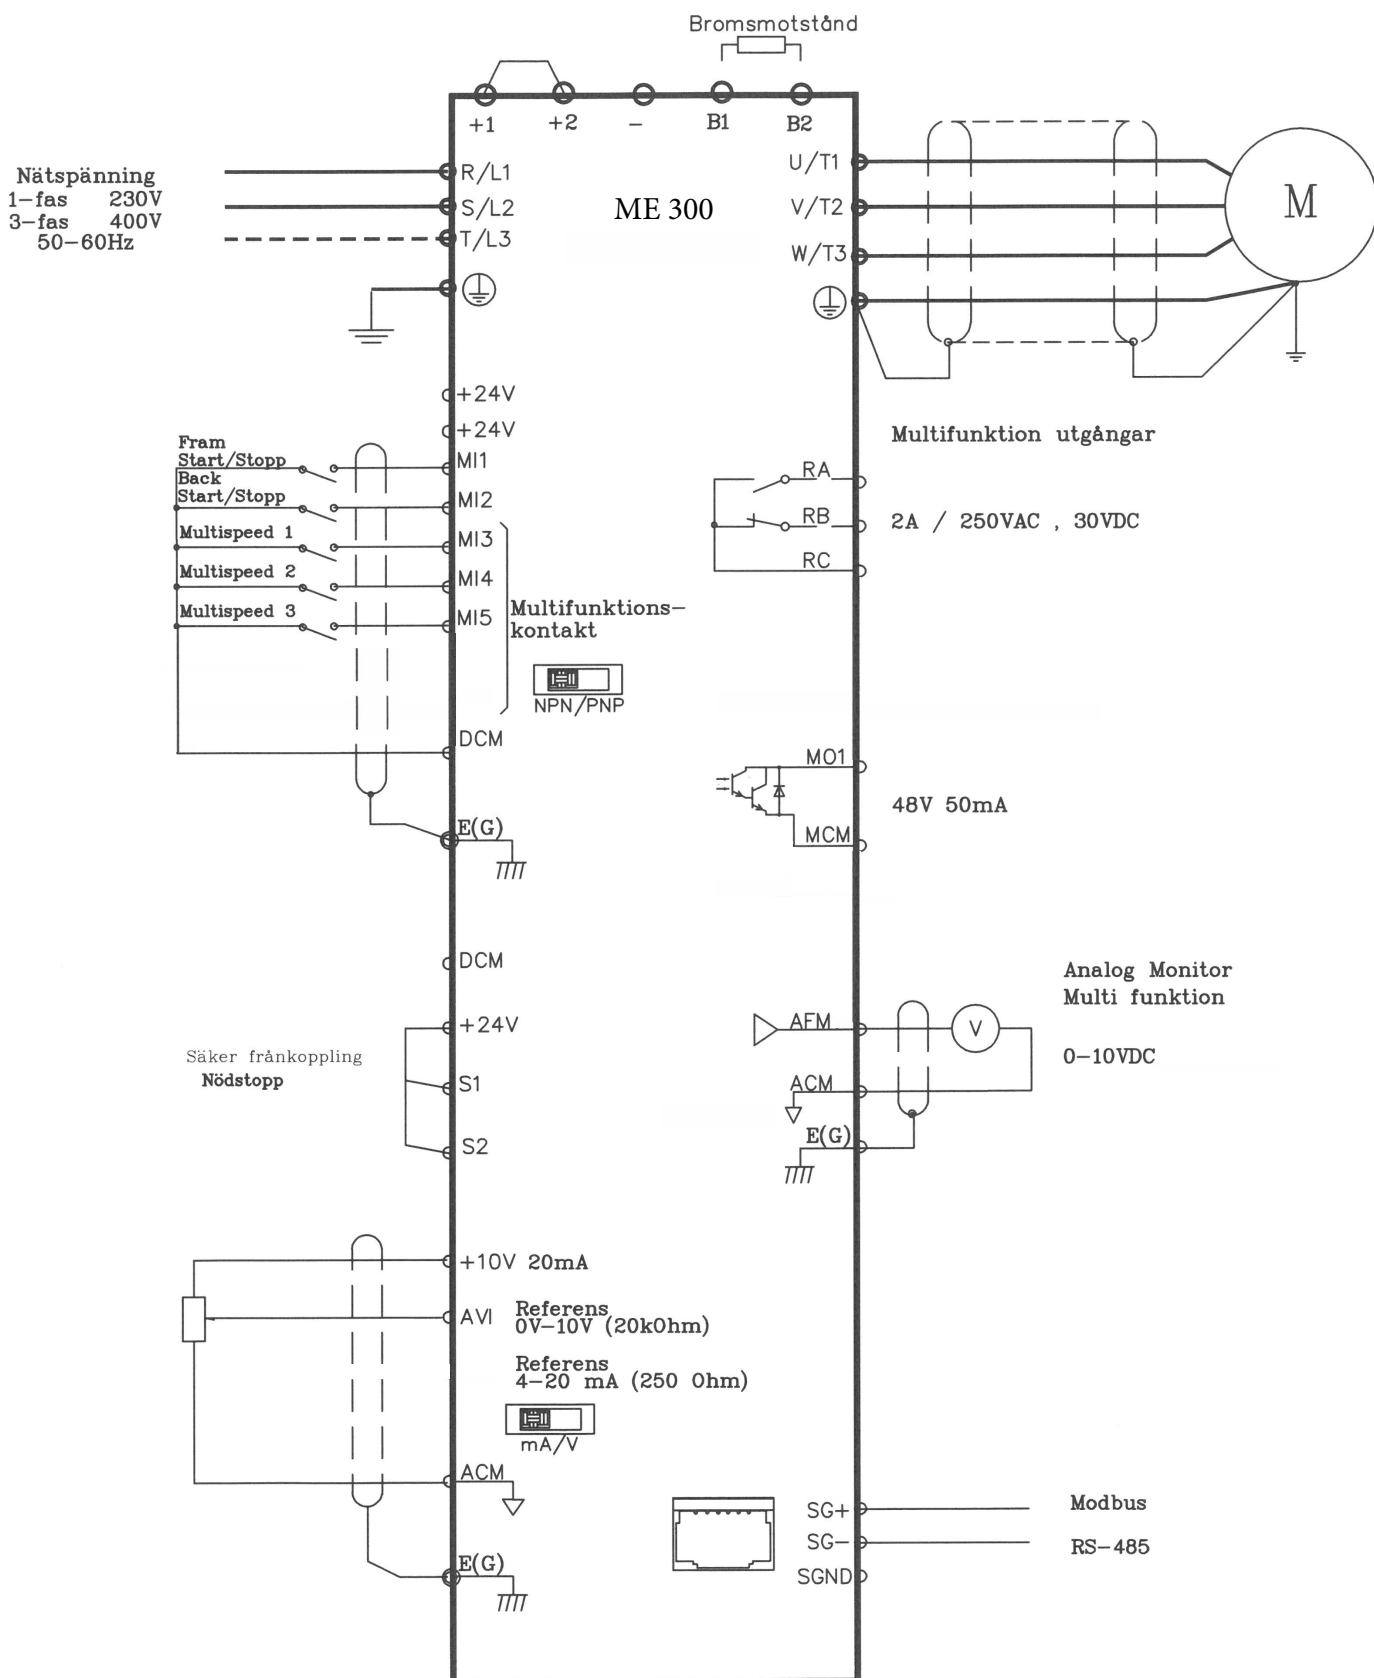 Bromsmotstånd
+1
+2
-
B1
B2
Nätspänning
1-fas 230V
3-fas 400V
50-60Hz
R/L1
S/L2
T/L3
ME 300
U/T1
V/T2
W/T3
M
+24V
+24V
Fram
Start/Stopp
MI1
Back
Start/Stopp
MI2
Multispeed 1
MI3
Multispeed 2
MI4
Multispeed 3
MI5
Multifunktions-
kontakt
NPN/PNP
DCM
E(G)
Multifunktion utgångar
RA
RB
2A / 250VAC , 30VDC
RC
MO1
48V 50mA
MCM
DCM
+24V
Säker frånkoppling
Nödstopp
S1
S2
Analog Monitor
Multi funktion
AFM
V
0-10VDC
ACM
E(G)
+10V 20mA
AVI
Referens
0V-10V (20kOhm)
Referens
4-20 mA (250 Ohm)
mA/V
ACM
E(G)
SG+
Modbus
SG-
RS-485
SGND